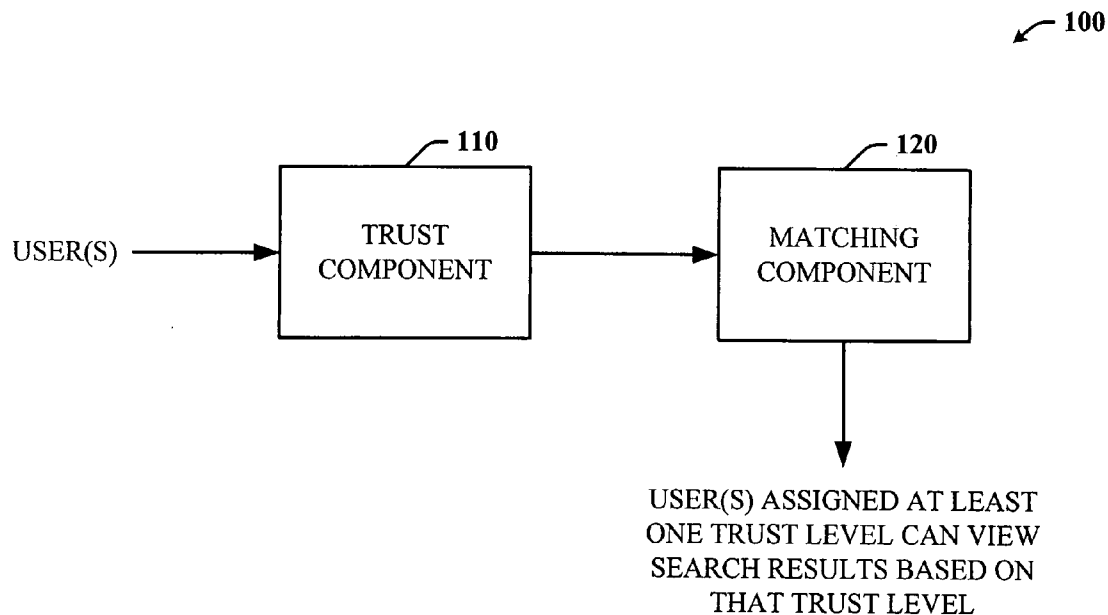 100
110
120
USER(S)
TRUST
COMPONENT
MATCHING
COMPONENT
USER(S) ASSIGNED AT LEAST
ONE TRUST LEVEL CAN VIEW
SEARCH RESULTS BASED ON
THAT TRUST LEVEL